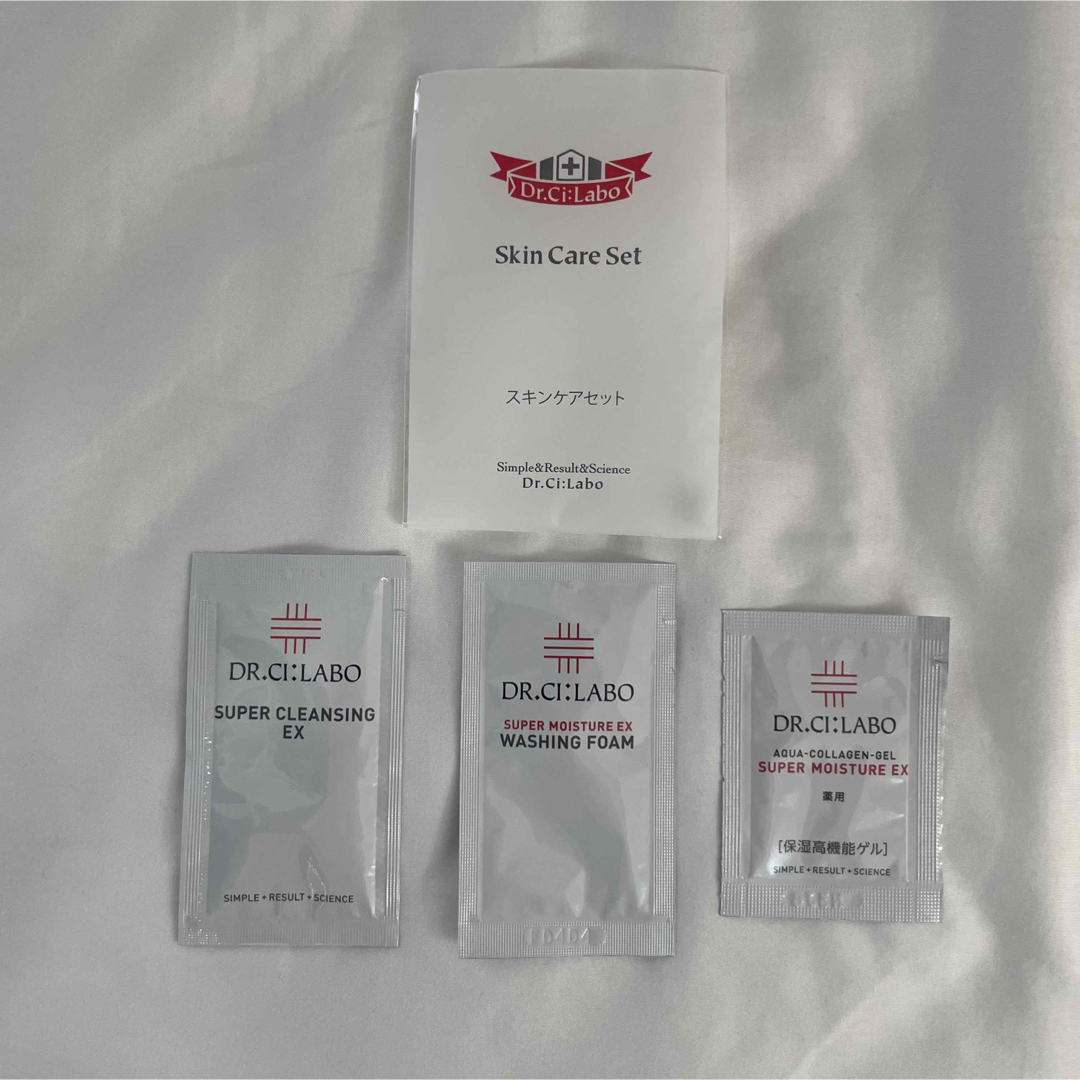 Dr.Ci:Labo
Skin Care Set
スキンケアセット
Simple&Result&Science
Dr.Ci:Labo
DR.CI:LABO
SUPER CLEANSING
EX
SIMPLE+RESULT+SCIENCE
DR.CI:LABO
SUPER MOISTURE EX
WASHING FOAM
DR.CI:LABO
AQUA-COLLAGEN-GEL
SUPER MOISTURE EX
薬用
[保湿高機能ゲル]
SIMPLE+RESULT+SCIENCE